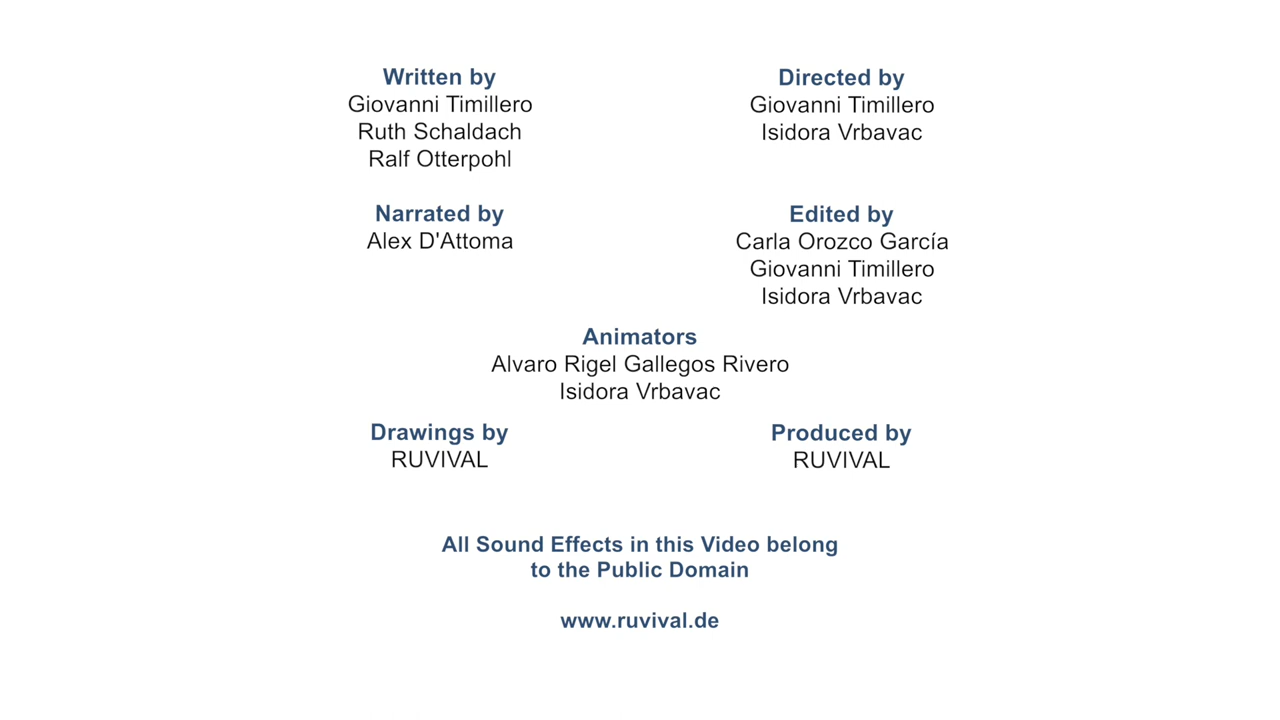 Written by
Giovanni Timillero
Ruth Schaldach
Ralf Otterpohl
Directed by
Giovanni Timillero
Isidora Vrbavac
Narrated by
Alex D'Attoma
Edited by
Carla Orozco García
Giovanni Timillero
Isidora Vrbavac
Animators
Alvaro Rigel Gallegos Rivero
Isidora Vrbavac
Drawings by
RUVIVAL
Produced by
RUVIVAL
All Sound Effects in this Video belong
to the Public Domain
www.ruvival.de